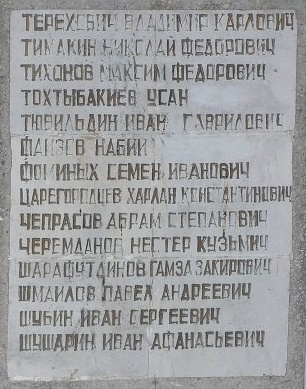 ТЕРЕХОВИЧ ВЛАДИМИР КАРЛОВИЧ
ТИМАКИН НИКОЛАЙ ФЕДОРОВИЧ
ТИХОНОВ МАКСИМ ФЕДОРОВИЧ
ТОХТЫБАКИЕВ УСАН
ТЮВИЛЬДИН ИВАН ГАВРИЛОВИЧ
ФАИЗОВ НАБИЙ
ФОМИНЫХ СЕМЕН ИВАНОВИЧ
ЦАРЕГОРОДЦЕВ ХАРЛАН КОНСТАНТИНОВИЧ
ЧЕПРАСОВ АБРАМ СТЕПАНОВИЧ
ЧЕРЕМДАНОВ НЕСТЕР КУЗЬМИЧ
ШАРАФУТДИНОВ ГАМЗА ЗАКИРОВИЧ
ШМАИЛОВ ПАВЕЛ АНДРЕЕВИЧ
ШУБИН ИВАН СЕРГЕЕВИЧ
ШУШАРИН ИВАН АФАНАСЬЕВИЧ